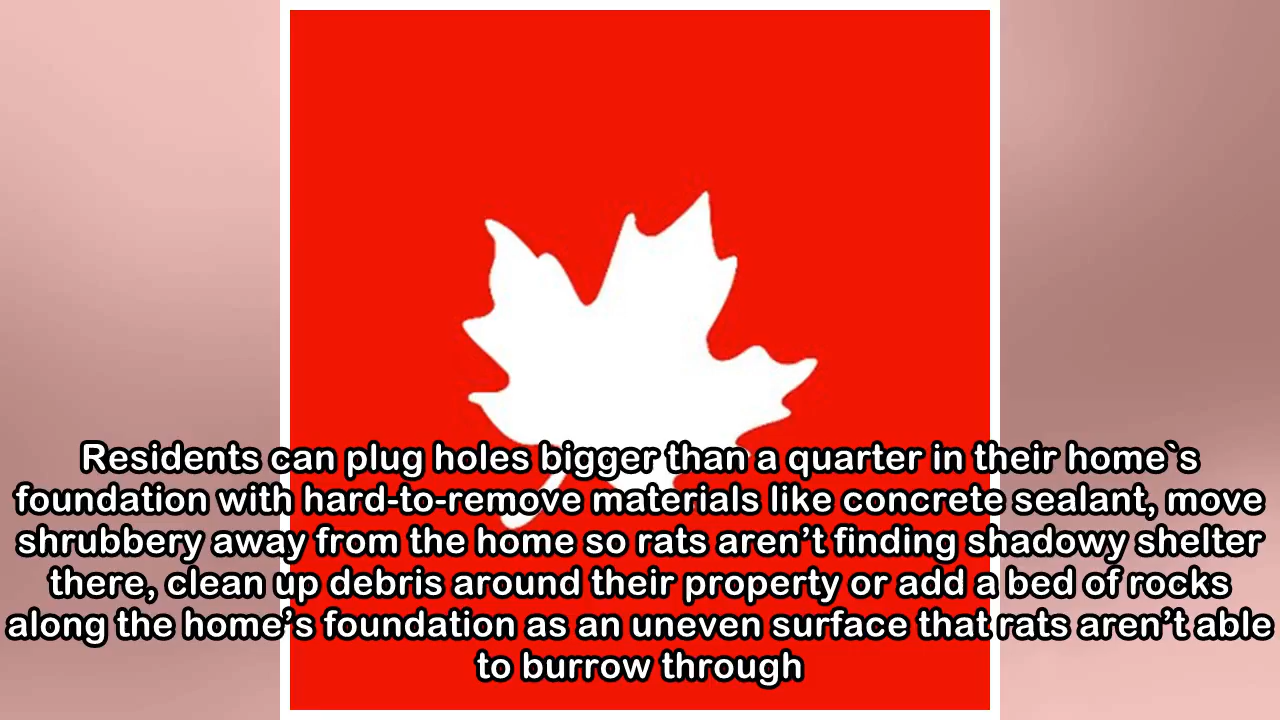 Residents can plug holes bigger than a quarter in their home`s
foundation with hard-to-remove materials like concrete sealant, move
shrubbery away from the home so rats aren’t finding shadowy shelter
there, clean up debris around their property or add a bed of rocks
along the home’s foundation as an uneven surface that rats aren’t able
to burrow through